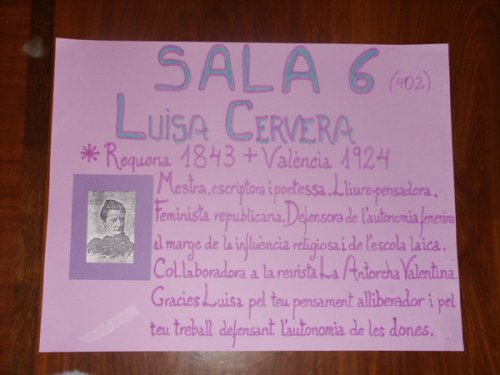 SALA 6 (402)
LUISA CERVERA
* Requena 1843 + València 1924
Mestra, escriptora i poetessa. Lliure-pensadora.
Feminista republicana. Defensora de l'autonomia femenina
al marge de la influència religiosa i de l'escola laica.
Col.laboradora a la revista La Antorcha Valentina.
Gracies Luisa pel teu pensament alliberador i pel
teu treball defensant l'autonomia de les dones.